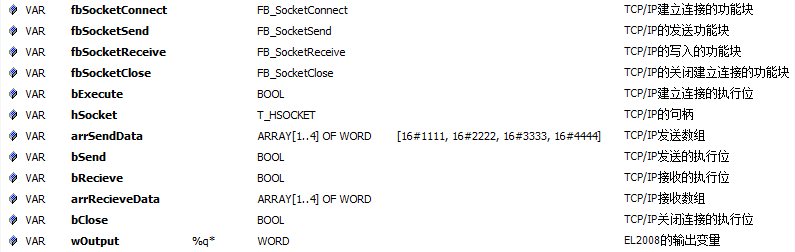 VAR fbSocketConnect FB_SocketConnect TCP/IP建立连接的功能块
VAR fbSocketSend FB_SocketSend TCP/IP的发送功能块
VAR fbSocketReceive FB_SocketReceive TCP/IP的写入的功能块
VAR fbSocketClose FB_SocketClose TCP/IP的关闭建立连接的功能块
VAR bExecute BOOL TCP/IP建立连接的执行位
VAR hSocket T_HSOCKET TCP/IP的句柄
VAR arrSendData ARRAY[1..4] OF WORD [16#1111, 16#2222, 16#3333, 16#4444] TCP/IP发送数组
VAR bSend BOOL TCP/IP发送的执行位
VAR bRecieve BOOL TCP/IP接收的执行位
VAR arrRecieveData ARRAY[1..4] OF WORD TCP/IP接收数组
VAR bClose BOOL TCP/IP关闭连接的执行位
VAR wOutput %q* WORD EL2008的输出变量